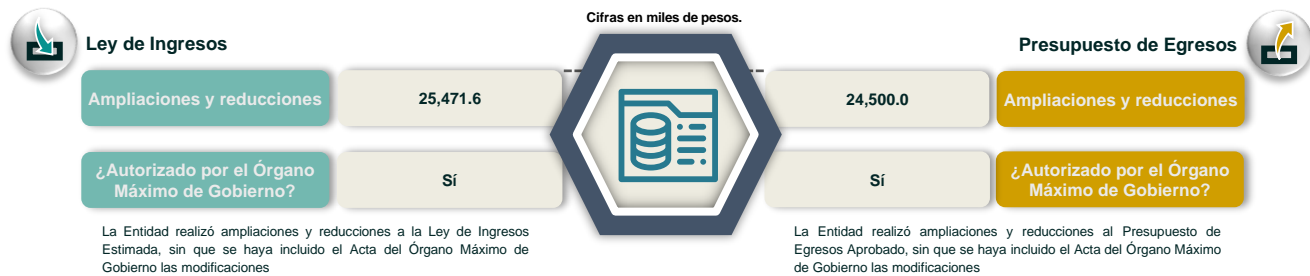 Cifras en miles de pesos.
Ley de Ingresos
Ampliaciones y reducciones
25,471.6
¿Autorizado por el Órgano
Máximo de Gobierno?
Sí
La Entidad realizó ampliaciones y reducciones a la Ley de Ingresos
Estimada, sin que se haya incluido el Acta del Órgano Máximo de
Gobierno las modificaciones
Presupuesto de Egresos
24,500.0
Ampliaciones y reducciones
Sí
¿Autorizado por el Órgano
Máximo de Gobierno?
La Entidad realizó ampliaciones y reducciones al Presupuesto de
Egresos Aprobado, sin que se haya incluido el Acta del Órgano Máximo
de Gobierno las modificaciones